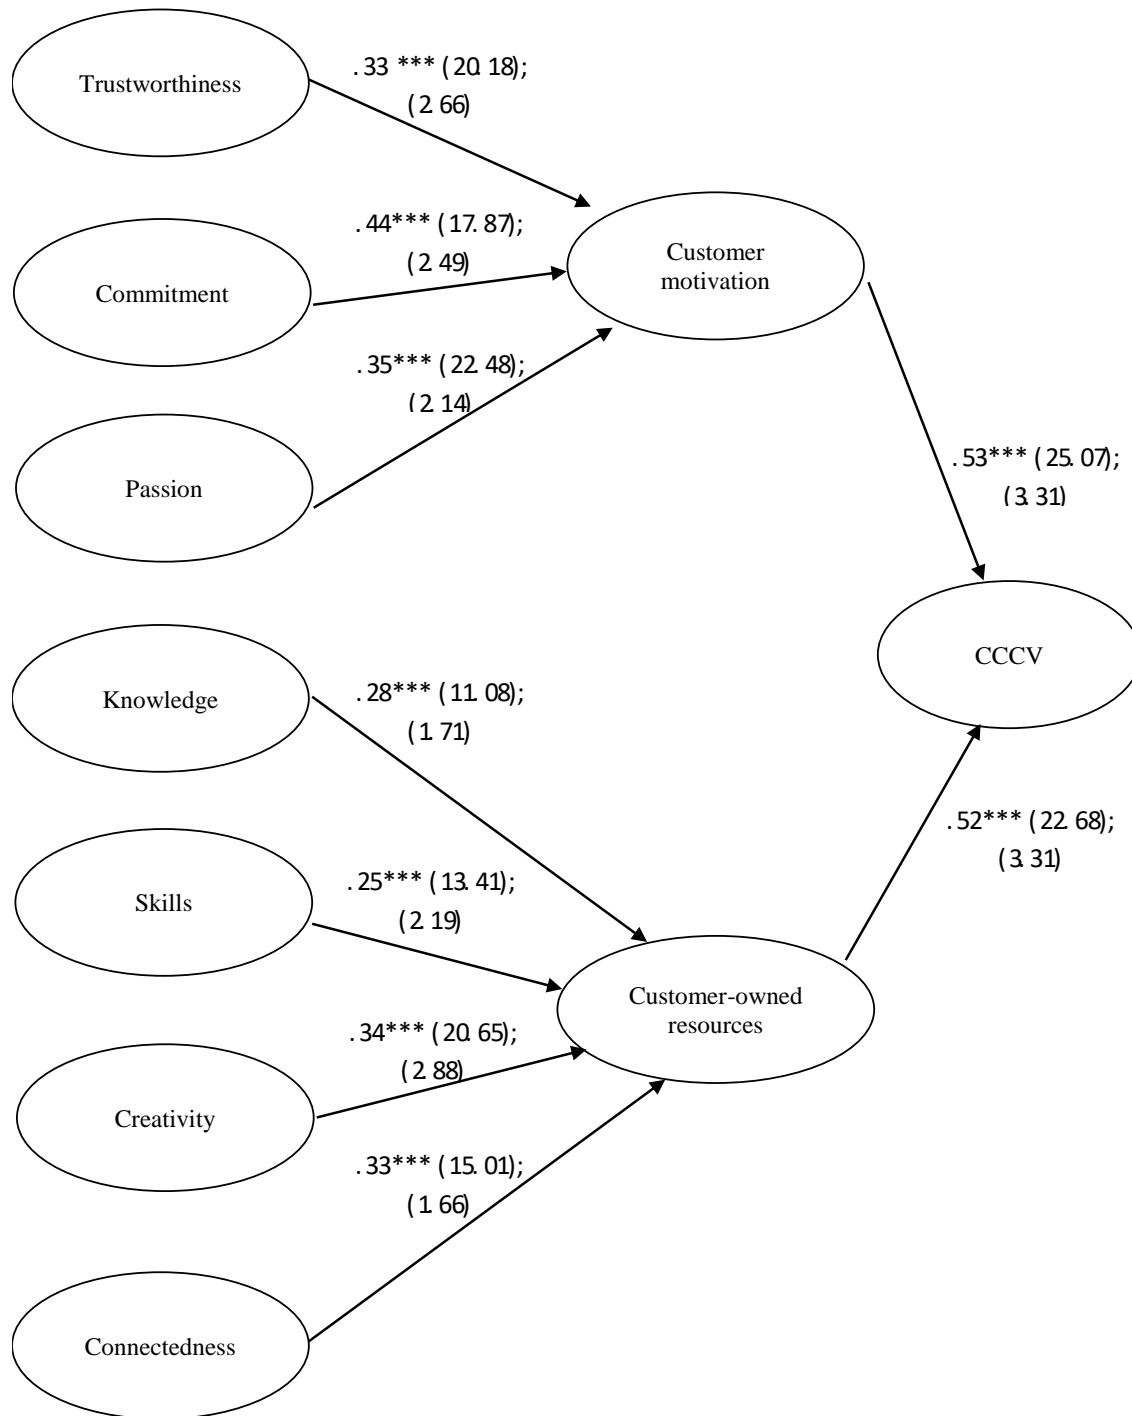 Trustworthiness
.33 *** (20.18);
(2.66)
Commitment
.44*** (17.87);
(2.49)
Customer
motivation
Passion
.35*** (22.48);
(2.14)
.53*** (25.07);
(3.31)
CCCV
Knowledge
.28*** (11.08);
(1.71)
.52*** (22.68);
(3.31)
Skills
.25*** (13.41);
(2.19)
Customer-owned
resources
Creativity
.34*** (20.65);
(2.88)
.33*** (15.01);
(1.66)
Connectedness